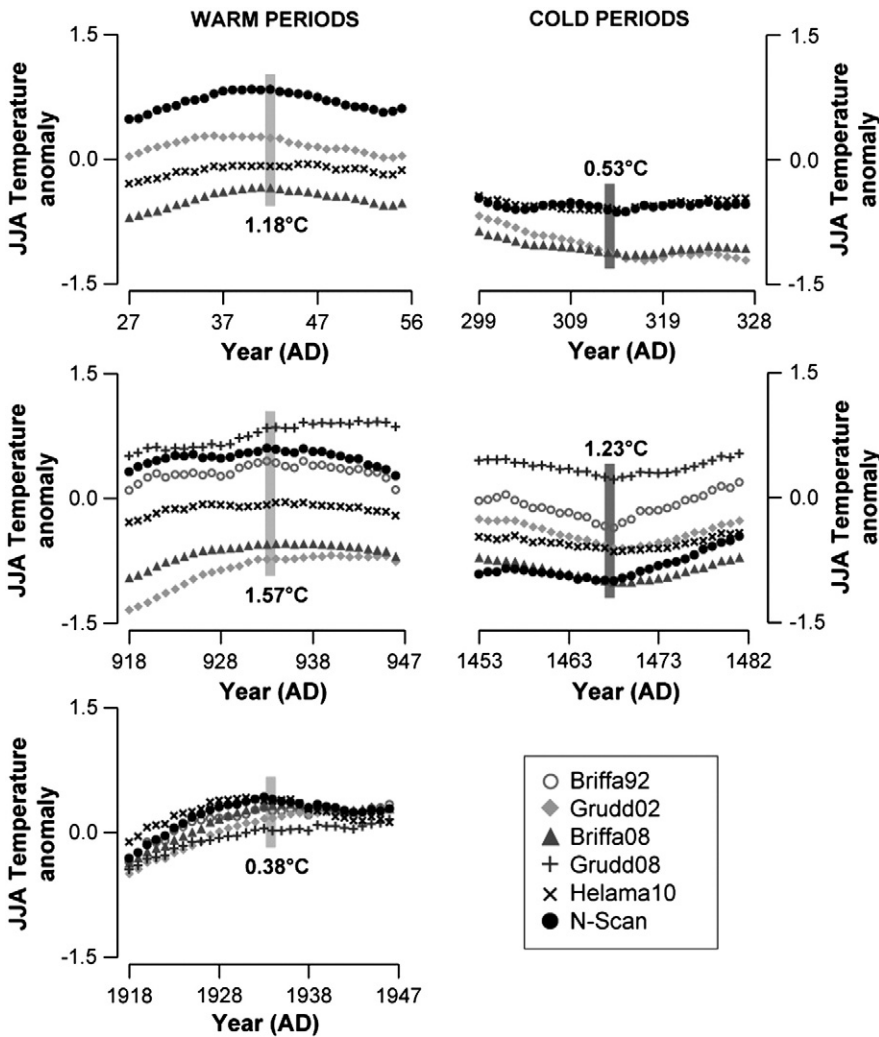 WARM PERIODS
COLD PERIODS
JJA Temperature
anomaly
1.5
0.0
-1.5
1.18°C
27 37 47 56
Year (AD)
0.53°C
1.5
0.0
-1.5
JJA Temperature
anomaly
299 309 319 328
Year (AD)
JJA Temperature
anomaly
1.5
0.0
-1.5
1.57°C
918 928 938 947
Year (AD)
1.23°C
1.5
0.0
-1.5
JJA Temperature
anomaly
1453 1463 1473 1482
Year (AD)
JJA Temperature
anomaly
1.5
0.0
-1.5
0.38°C
1918 1928 1938 1947
Year (AD)
Briffa92
Grudd02
Briffa08
Grudd08
Helama10
N-Scan